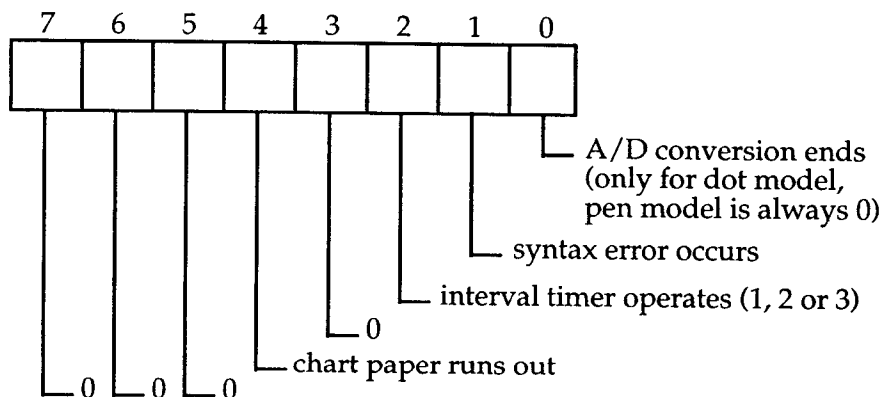 7 6 5 4 3 2 1 0
A/D conversion ends
(only for dot model,
pen model is always 0)
syntax error occurs
interval timer operates (1, 2 or 3)
0
chart paper runs out
0 0 0